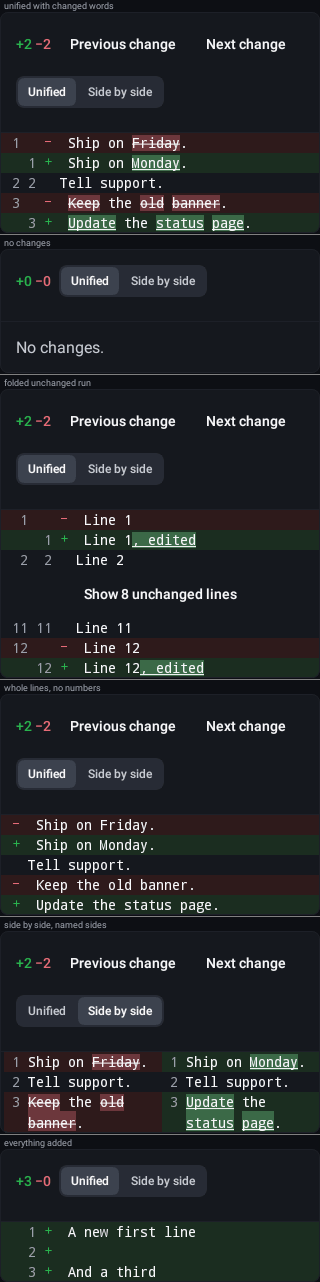 unified with changed words
+2 −2 Previous change Next change
Unified Side by side
1 − Ship on Friday.
1 + Ship on Monday.
2 2 Tell support.
3 − Keep the old banner.
3 + Update the status page.
no changes
+0 −0 Unified Side by side
No changes.
folded unchanged run
+2 −2 Previous change Next change
Unified Side by side
1 − Line 1
1 + Line 1, edited
2 2 Line 2
Show 8 unchanged lines
11 11 Line 11
12 − Line 12
12 + Line 12, edited
whole lines, no numbers
+2 −2 Previous change Next change
Unified Side by side
− Ship on Friday.
+ Ship on Monday.
Tell support.
− Keep the old banner.
+ Update the status page.
side by side, named sides
+2 −2 Previous change Next change
Unified Side by side
1 Ship on Friday. 1 Ship on Monday.
2 Tell support. 2 Tell support.
3 Keep the old 3 Update the
banner. status page.
everything added
+3 −0 Unified Side by side
1 + A new first line
2 +
3 + And a third